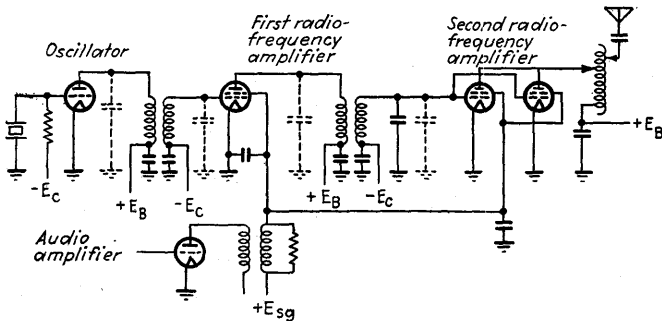 Oscillator
First radio-
frequency
amplifier
Second radio-
frequency
amplifier
+E_B
-E_C
+E_B
-E_C
+E_B
-E_C
Audio
amplifier
+E_sg